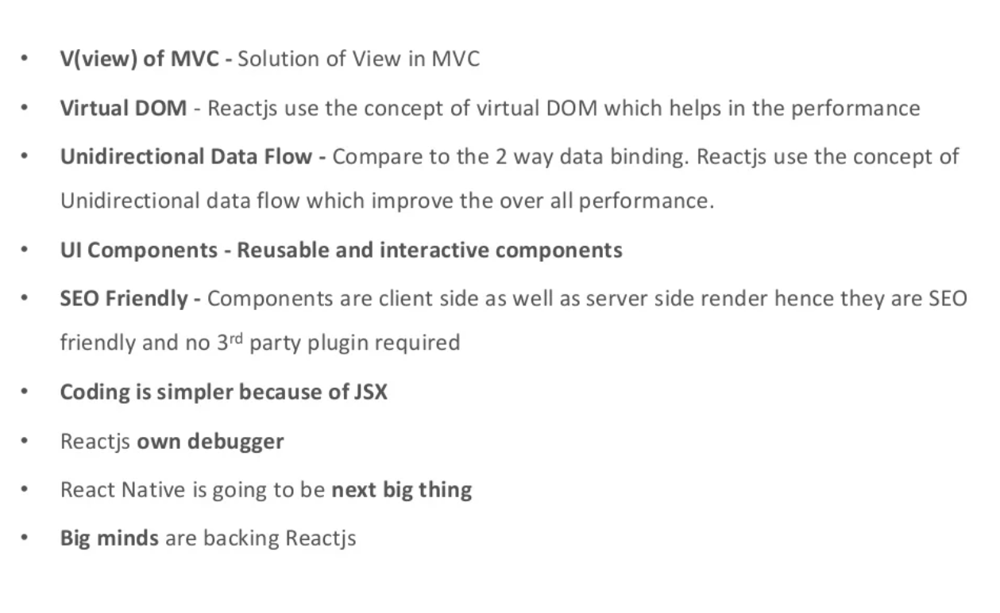 • V(view) of MVC - Solution of View in MVC
• Virtual DOM - Reactjs use the concept of virtual DOM which helps in the performance
• Unidirectional Data Flow - Compare to the 2 way data binding. Reactjs use the concept of
Unidirectional data flow which improve the over all performance.
• UI Components - Reusable and interactive components
• SEO Friendly - Components are client side as well as server side render hence they are SEO
friendly and no 3rd party plugin required
• Coding is simpler because of JSX
• Reactjs own debugger
• React Native is going to be next big thing
• Big minds are backing Reactjs